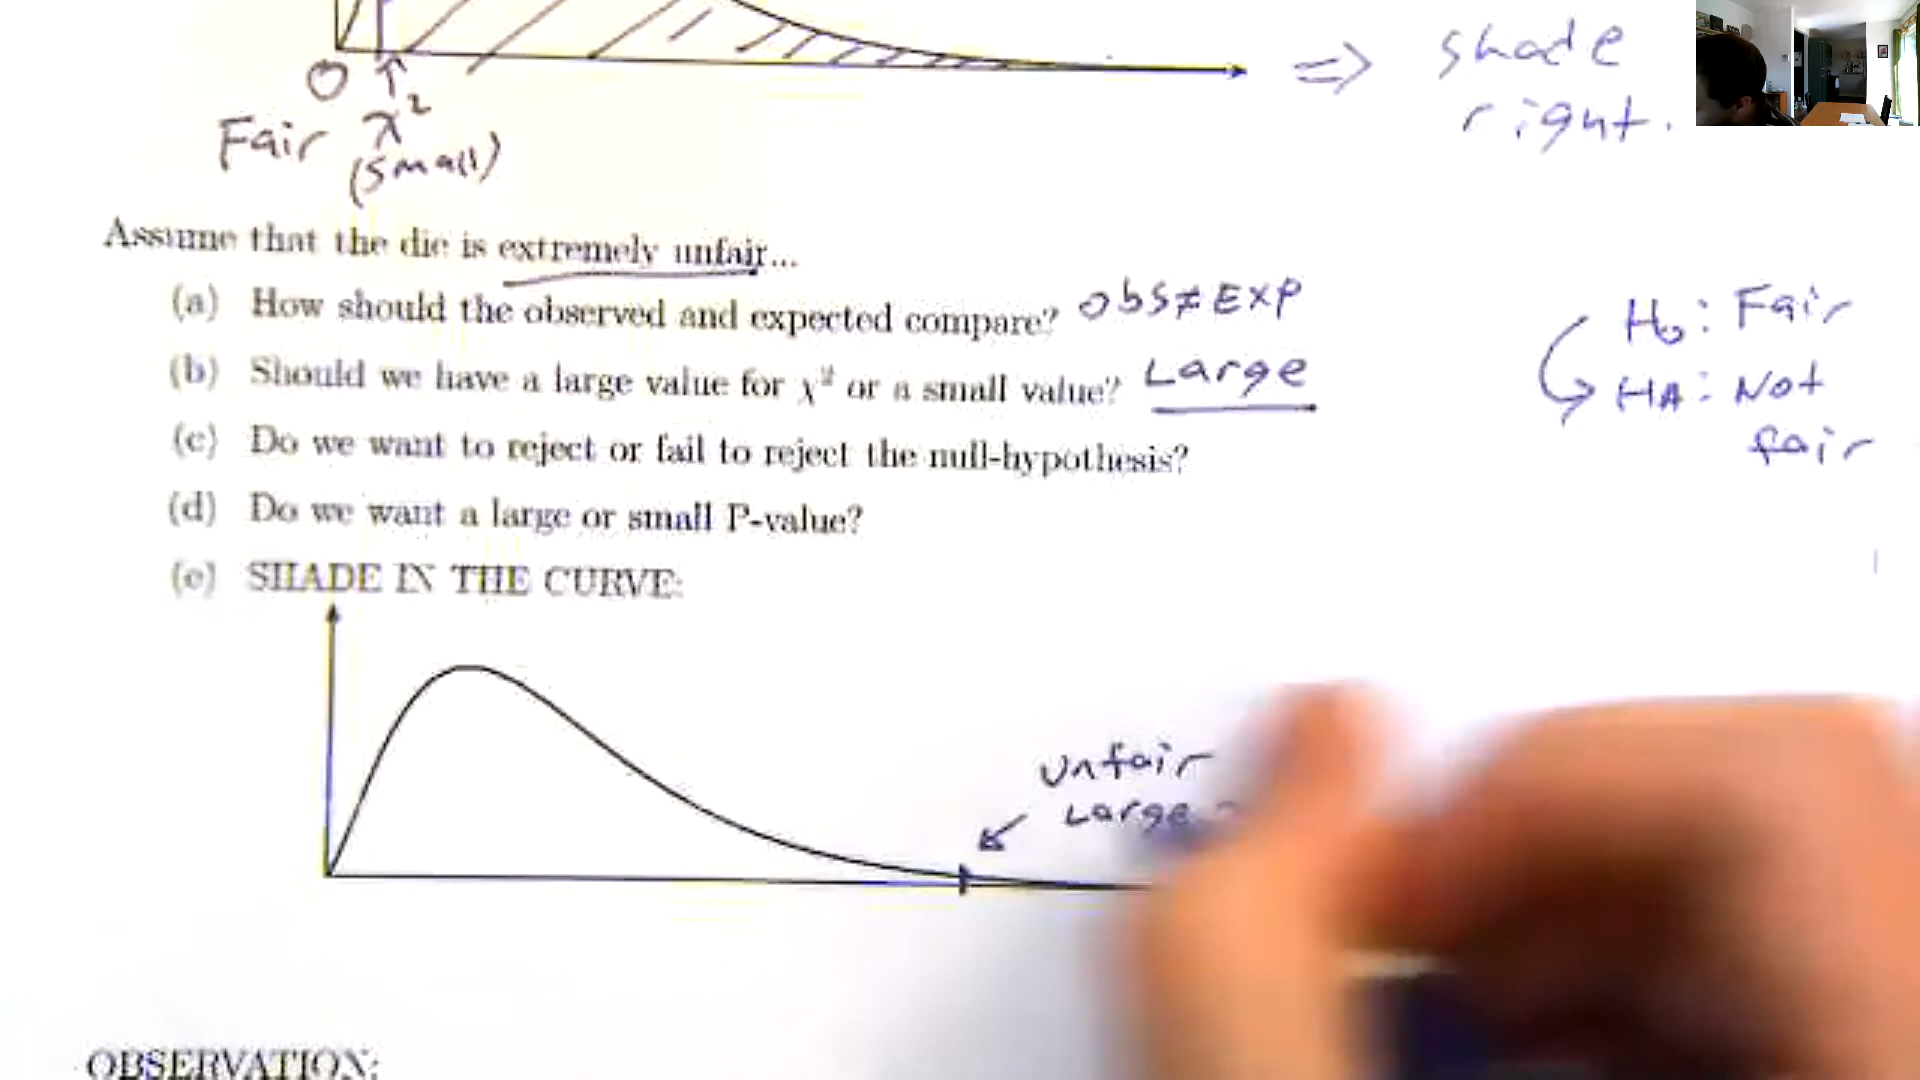 => shade
right.
0
Fair χ²
(small)
Assume that the die is extremely unfair...
(a) How should the observed and expected compare? Obs≠Exp
(b) Should we have a large value for χ² or a small value? Large
(c) Do we want to reject or fail to reject the null-hypothesis?
(d) Do we want a large or small P-value?
(e) SHADE IN THE CURVE:
H₀: Fair
HA: Not
fair
Unfair
Large
OBSERVATION: